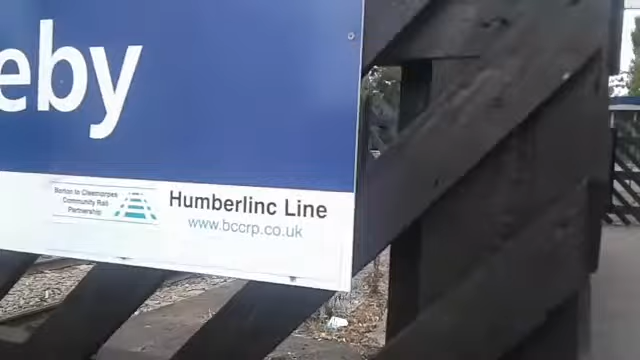 eby
Barton to Cleethorpes
Community Rail
Partnership
Humberlinc Line
www.bccrp.co.uk